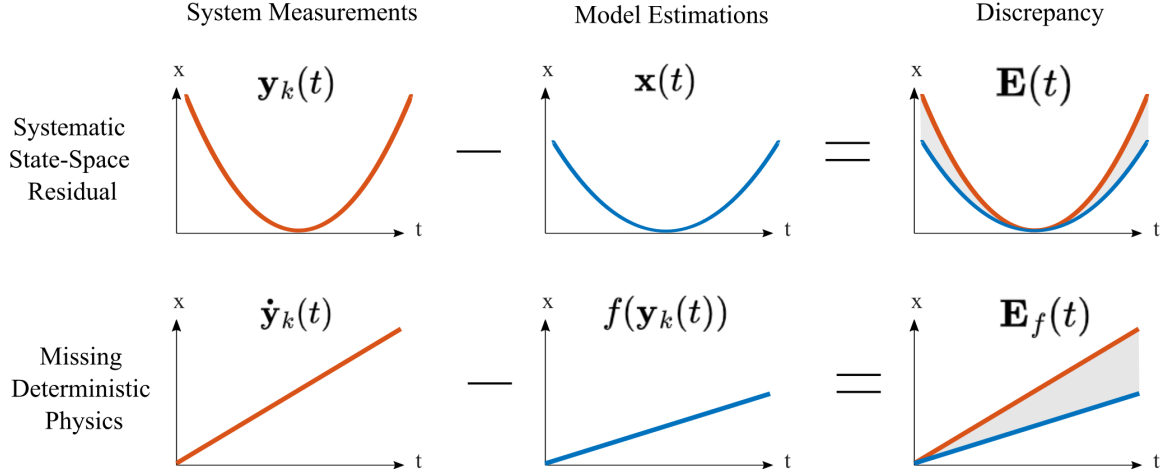 System Measurements
Model Estimations
Discrepancy
Systematic
State-Space
Residual
x
𝐲ₖ(t)
t
—
x
𝐱(t)
t
=
x
𝐄(t)
t
Missing
Deterministic
Physics
x
𝐲̇ₖ(t)
t
—
x
f(𝐲ₖ(t))
t
=
x
𝐄_f(t)
t